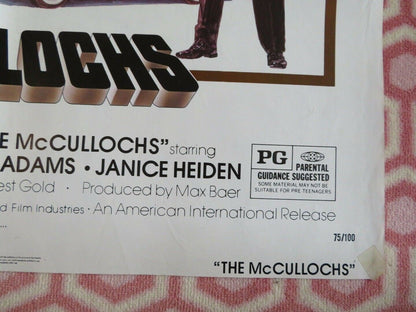 LOCHS
E McCULLOCHS” starring
ADAMS • JANICE HEIDEN
est Gold · Produced by Max Baer
d Film Industries · An American International Release
PG PARENTAL GUIDANCE SUGGESTED
SOME MATERIAL MAY NOT BE SUITABLE FOR PRE-TEENAGERS
75/100
“THE McCULLOCHS”